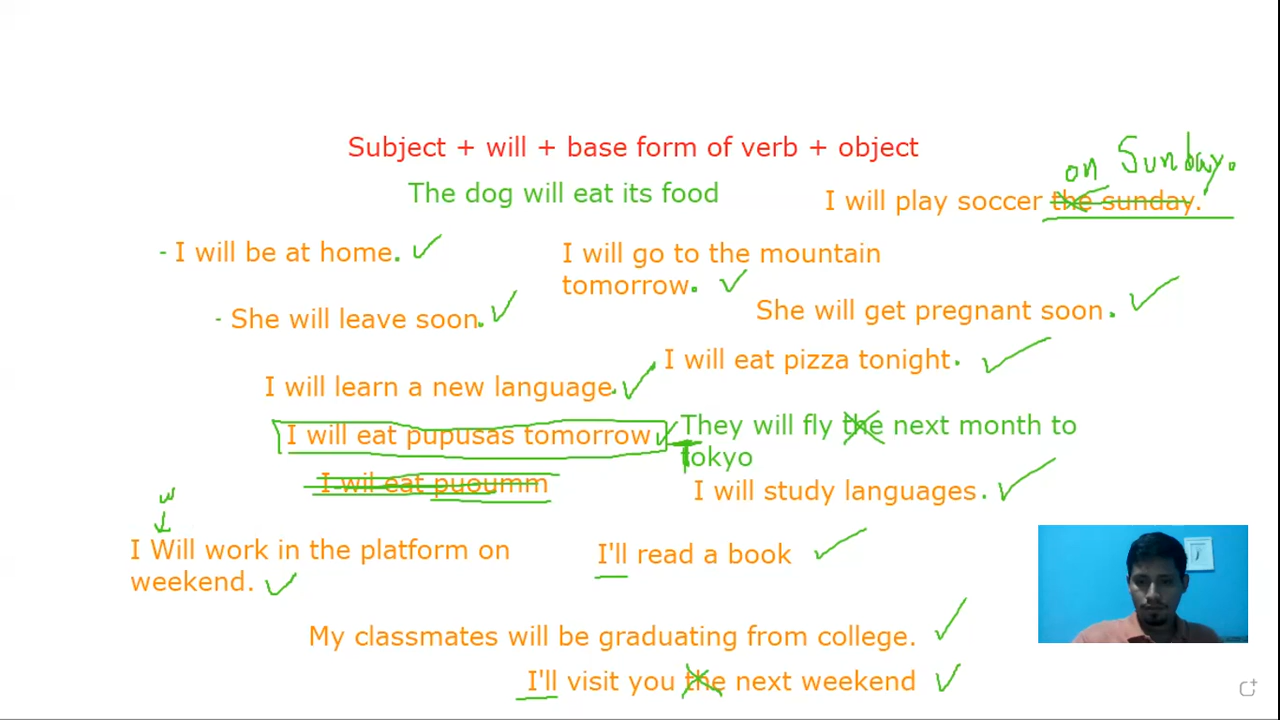 Subject + will + base form of verb + object
on Sunday.
The dog will eat its food
I will play soccer the sunday.
- I will be at home.
I will go to the mountain
tomorrow.
- She will leave soon.
She will get pregnant soon.
I will eat pizza tonight.
I will learn a new language.
I will eat pupusas tomorrow
They will fly the next month to
Tokyo
I wil eat puoumm
I will study languages.
w
I Will work in the platform on
weekend.
I'll read a book
My classmates will be graduating from college.
I'll visit you the next weekend